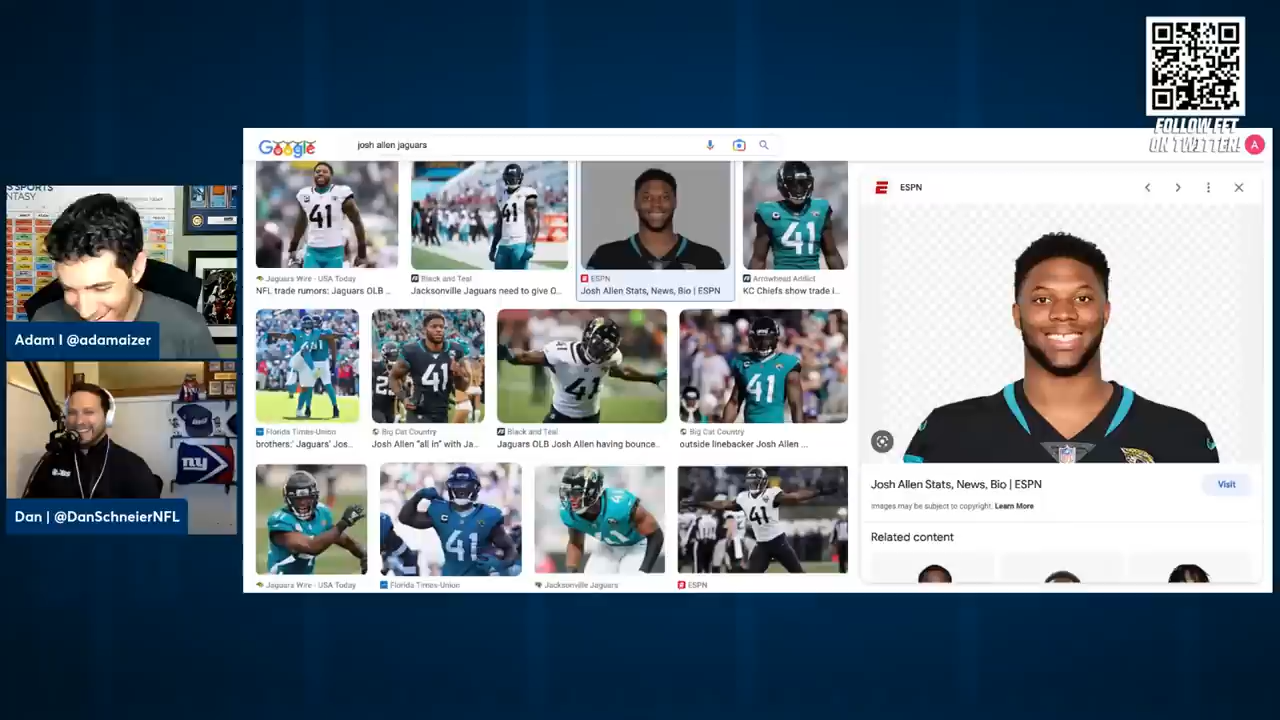 FOLLOW FFT
ON TWITTER!
Google
josh allen jaguars
A
S SPORTS
NTASY
Adam | @adamaizer
ny
Dan | @DanSchneierNFL
41
41
41
Jaguars Wire - USA Today
NFL trade rumors: Jaguars OLB ...
Black and Teal
Jacksonville Jaguars need to give O...
ESPN
Josh Allen Stats, News, Bio | ESPN
Arrowhead Addict
KC Chiefs show trade i...
41
41
41
Florida Times-Union
brothers:' Jaguars' Jos...
Big Cat Country
Josh Allen "all in" with Ja...
Black and Teal
Jaguars OLB Josh Allen having bounce...
Big Cat Country
outside linebacker Josh Allen ...
41
41
41
Jaguars Wire - USA Today
Florida Times-Union
Jacksonville Jaguars
ESPN
ESPN
Josh Allen Stats, News, Bio | ESPN
Visit
Images may be subject to copyright. Learn More
Related content